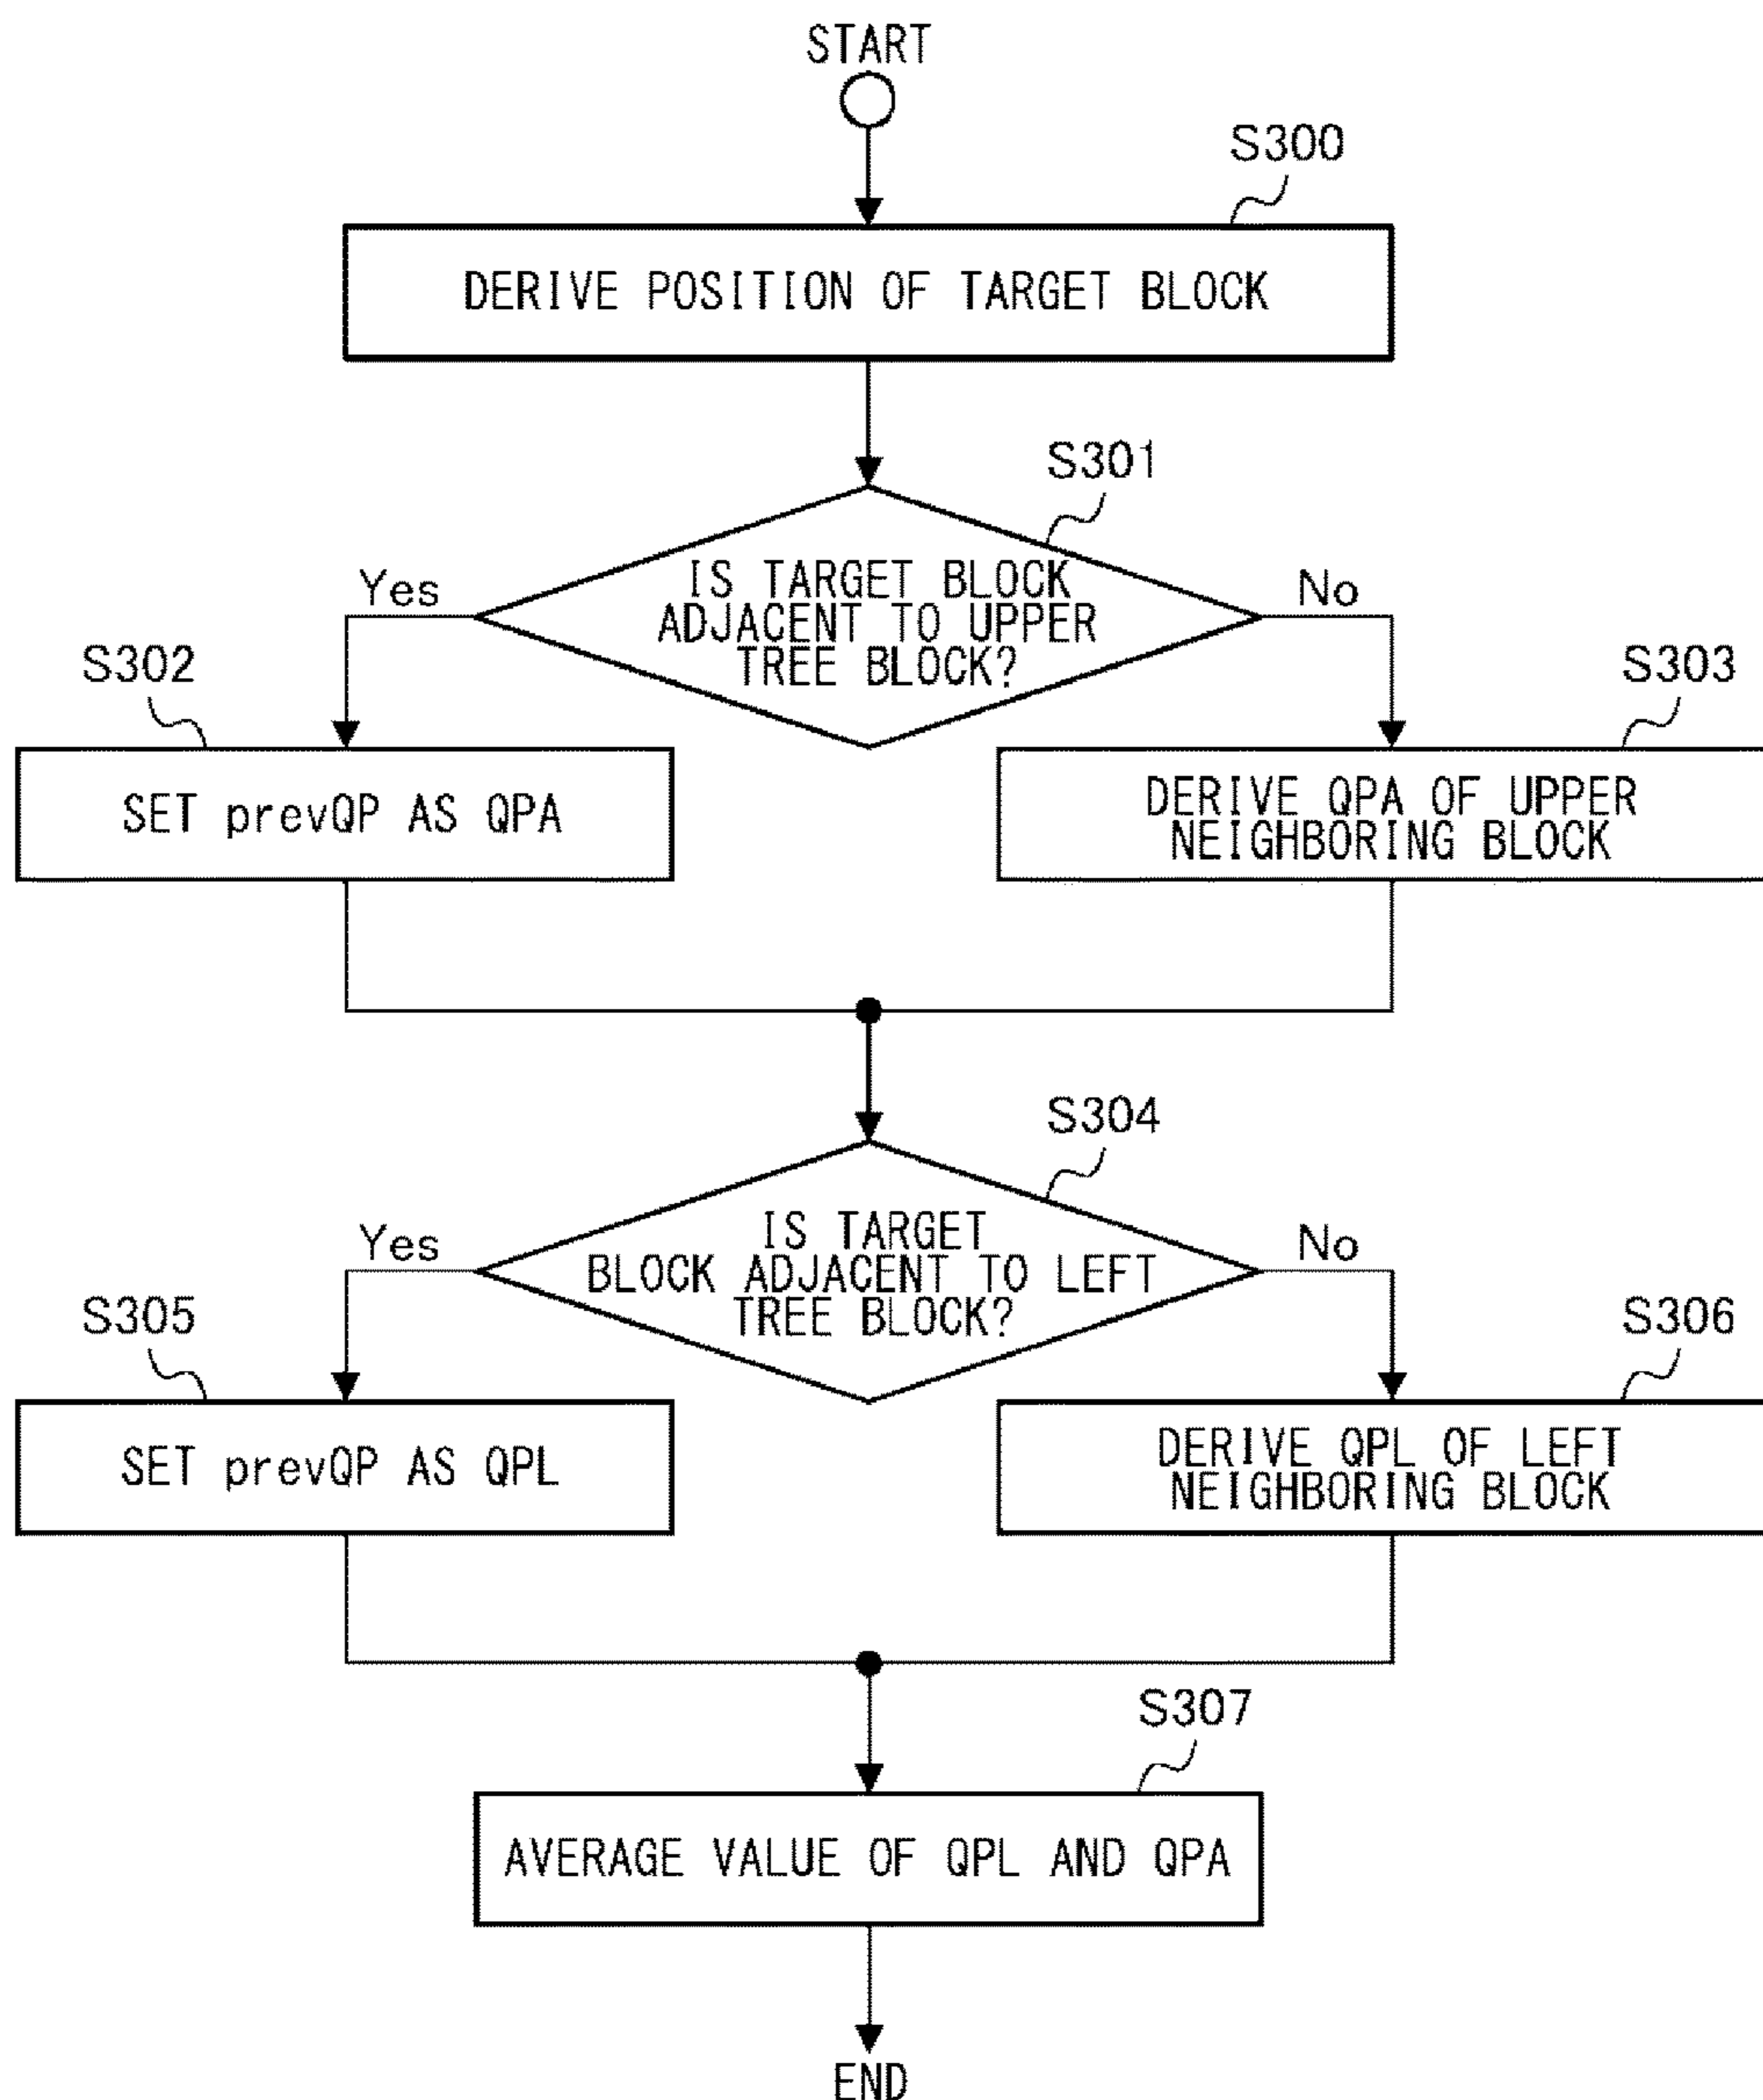 START
S300
DERIVE POSITION OF TARGET BLOCK
S301
IS TARGET BLOCK
ADJACENT TO UPPER
TREE BLOCK?
Yes
No
S302
S303
SET prevQP AS QPA
DERIVE QPA OF UPPER
NEIGHBORING BLOCK
S304
IS TARGET
BLOCK ADJACENT TO LEFT
TREE BLOCK?
Yes
No
S305
S306
SET prevQP AS QPL
DERIVE QPL OF LEFT
NEIGHBORING BLOCK
S307
AVERAGE VALUE OF QPL AND QPA
END